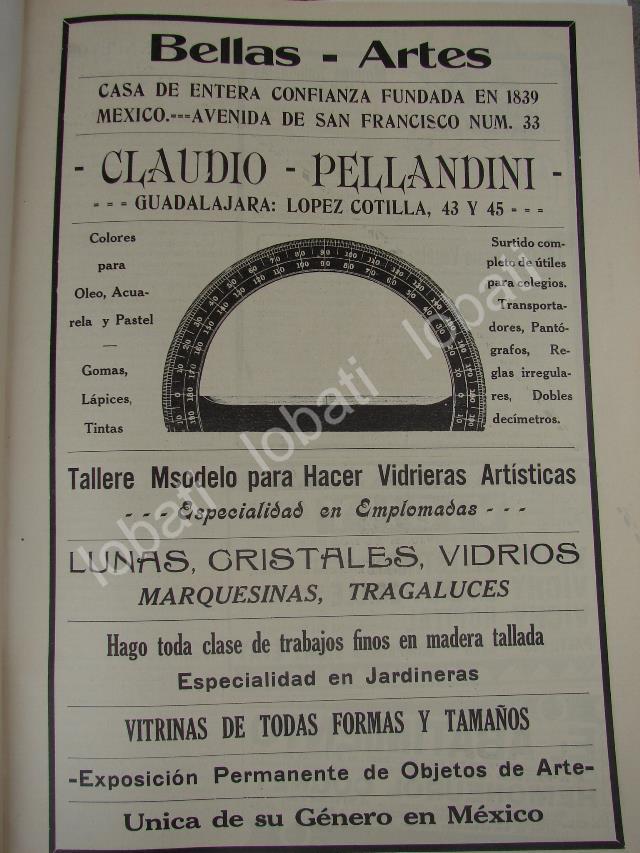 Bellas - Artes
CASA DE ENTERA CONFIANZA FUNDADA EN 1839
MEXICO.---AVENIDA DE SAN FRANCISCO NUM. 33
- CLAUDIO - PELLANDINI -
- - - GUADALAJARA: LOPEZ COTILLA, 43 Y 45 - - -
Colores
para
Oleo, Acua-
rela y Pastel
—
Gomas,
Lápices,
Tintas
Surtido com-
pleto de útiles
para colegios.
Transporta-
dores, Pantó-
grafos, Re-
glas irregula-
res, Dobles
decímetros.
Tallere Msodelo para Hacer Vidrieras Artísticas
- - - Especialidad en Emplomadas - - -
LUNAS, CRISTALES, VIDRIOS
MARQUESINAS, TRAGALUCES
Hago toda clase de trabajos finos en madera tallada
Especialidad en Jardineras
VITRINAS DE TODAS FORMAS Y TAMAÑOS
-Exposición Permanente de Objetos de Arte-
Unica de su Género en México
lobati lobati lobati